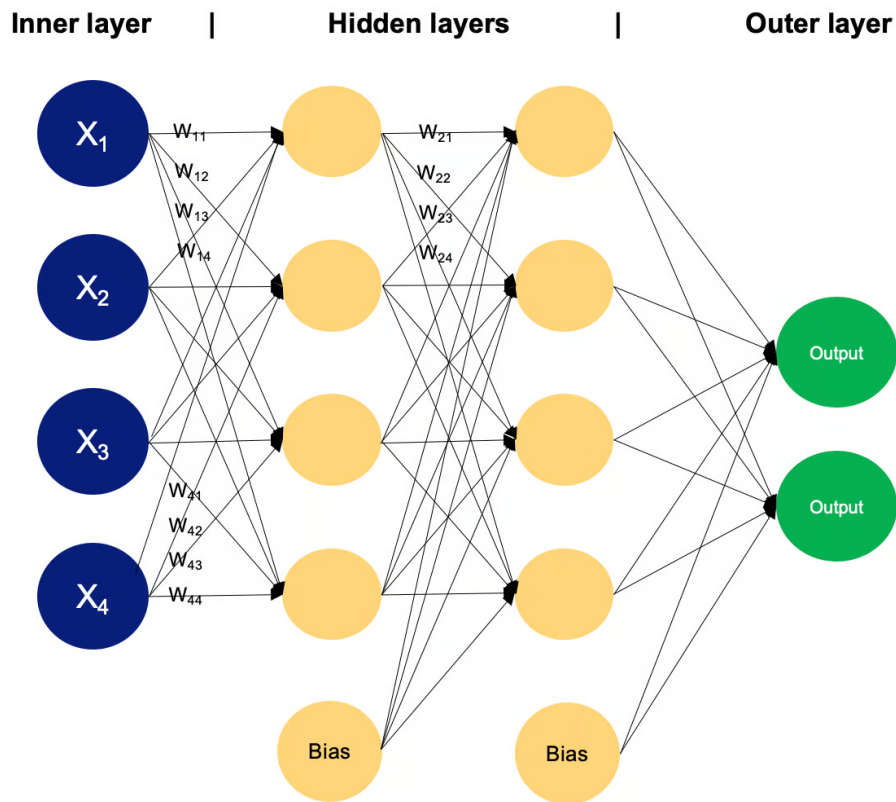 Inner layer | Hidden layers | Outer layer
X₁
W₁₁
W₂₁
W₁₂
W₂₂
W₁₃
W₂₃
W₁₄
W₂₄
X₂
Output
X₃
W₄₁
Output
W₄₂
W₄₃
X₄
W₄₄
Bias
Bias